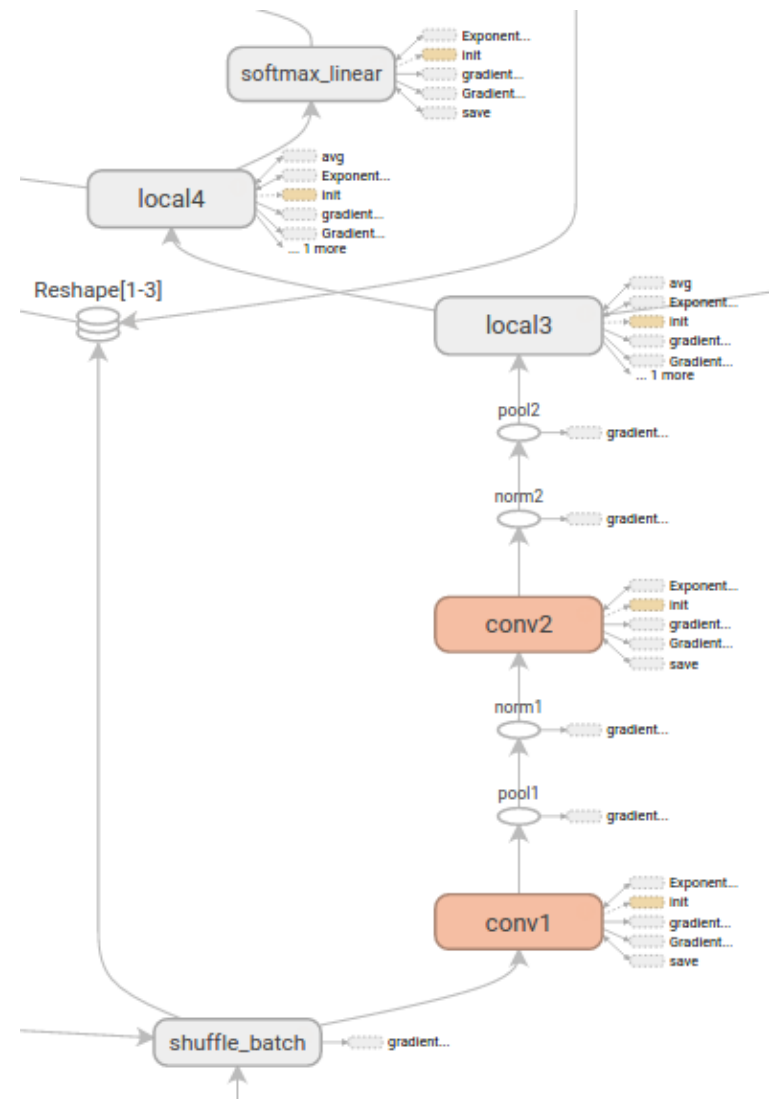 Exponent...
init
softmax_linear
gradient...
Gradient...
save
avg
Exponent...
local4
init
gradient...
Gradient...
... 1 more
Reshape[1-3]
avg
Exponent...
local3
init
gradient...
Gradient...
... 1 more
pool2
gradient...
norm2
gradient...
Exponent...
init
conv2
gradient...
Gradient...
save
norm1
gradient...
pool1
gradient...
Exponent...
init
conv1
gradient...
Gradient...
save
shuffle_batch
gradient...